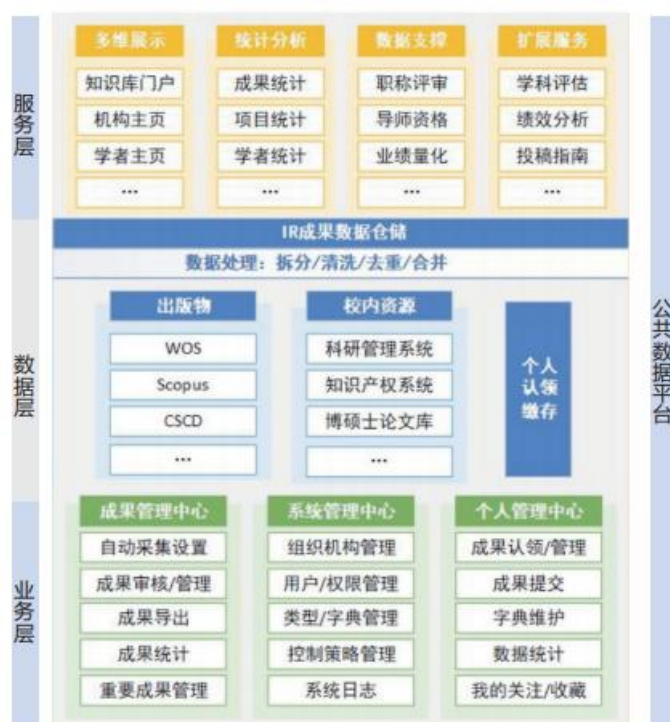 服务层
多维展示
知识库门户
机构主页
学者主页
...
统计分析
成果统计
项目统计
学者统计
...
数据支撑
职称评审
导师资格
业绩量化
...
扩展服务
学科评估
绩效分析
投稿指南
...
数据层
IR成果数据仓储
数据处理：拆分/清洗/去重/合并
出版物
WOS
Scopus
CSCD
...
校内资源
科研管理系统
知识产权系统
博硕士论文库
...
个人
认领
缴存
业务层
成果管理中心
自动采集设置
成果审核/管理
成果导出
成果统计
重要成果管理
系统管理中心
组织机构管理
用户/权限管理
类型/字典管理
控制策略管理
系统日志
个人管理中心
成果认领/管理
成果提交
字典维护
数据统计
我的关注/收藏
公共数据平台